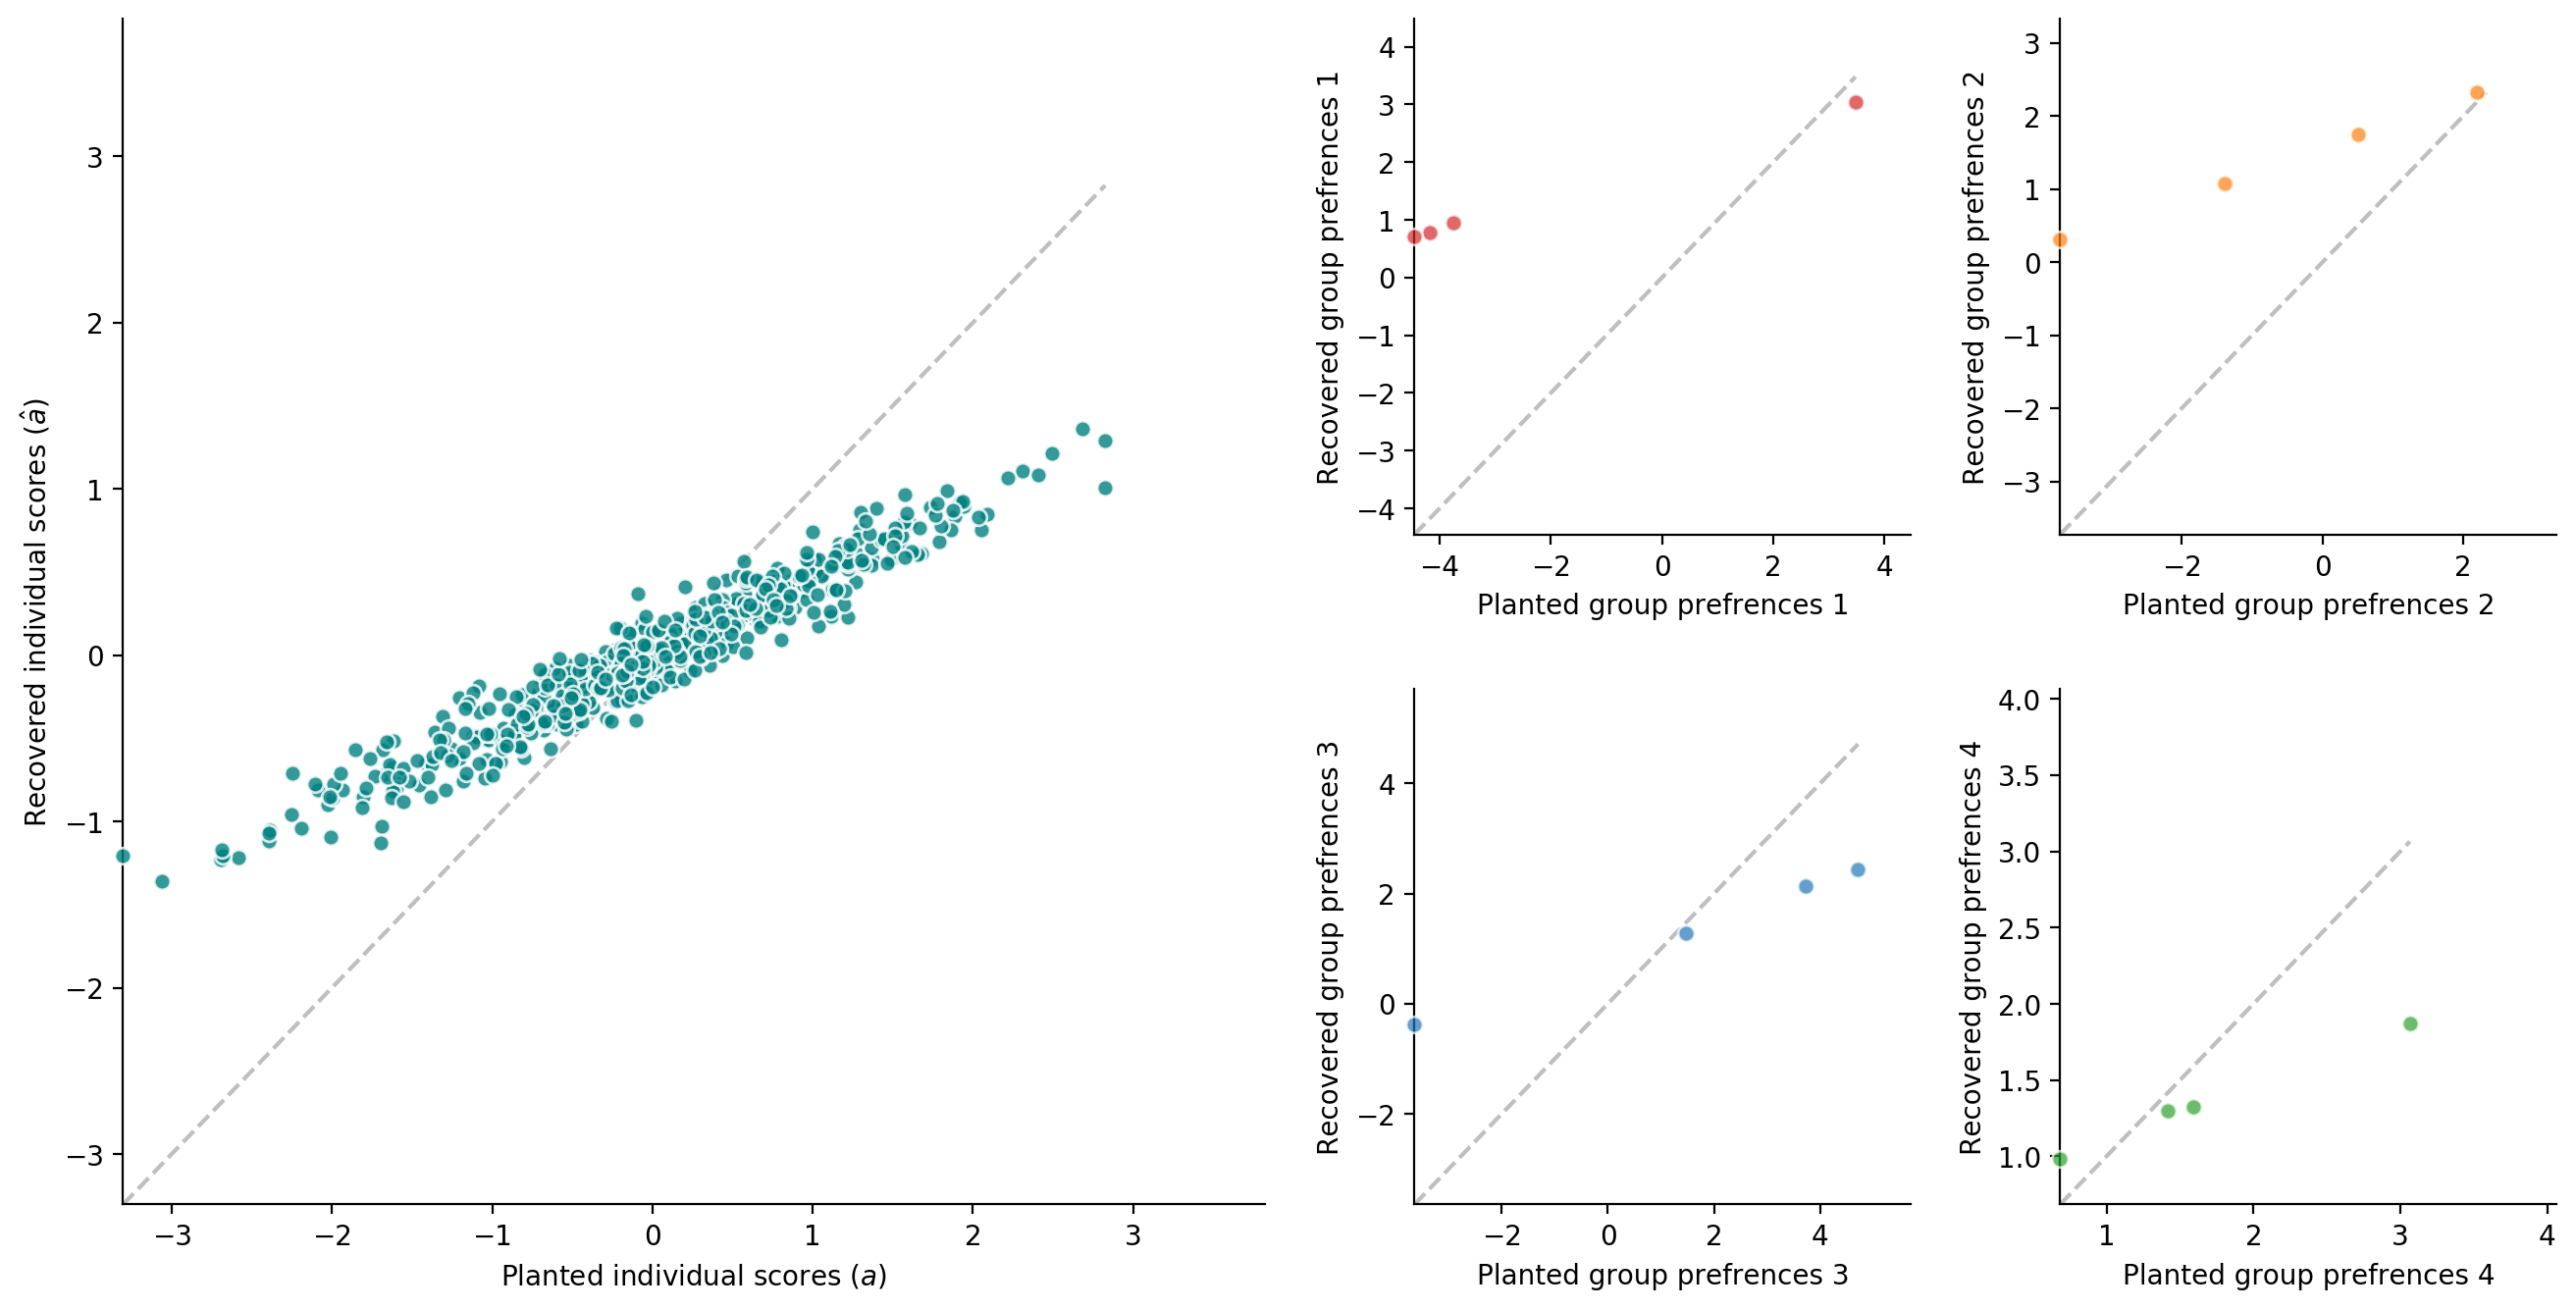 3
2
1
0
−1
−2
−3
Recovered individual scores (â)
−3 −2 −1 0 1 2 3
Planted individual scores (a)
4
3
2
1
0
−1
−2
−3
−4
Recovered group prefrences 1
−4 −2 0 2 4
Planted group prefrences 1
3
2
1
0
−1
−2
−3
Recovered group prefrences 2
−2 0 2
Planted group prefrences 2
4
2
0
−2
Recovered group prefrences 3
−2 0 2 4
Planted group prefrences 3
4.0
3.5
3.0
2.5
2.0
1.5
1.0
Recovered group prefrences 4
1 2 3 4
Planted group prefrences 4